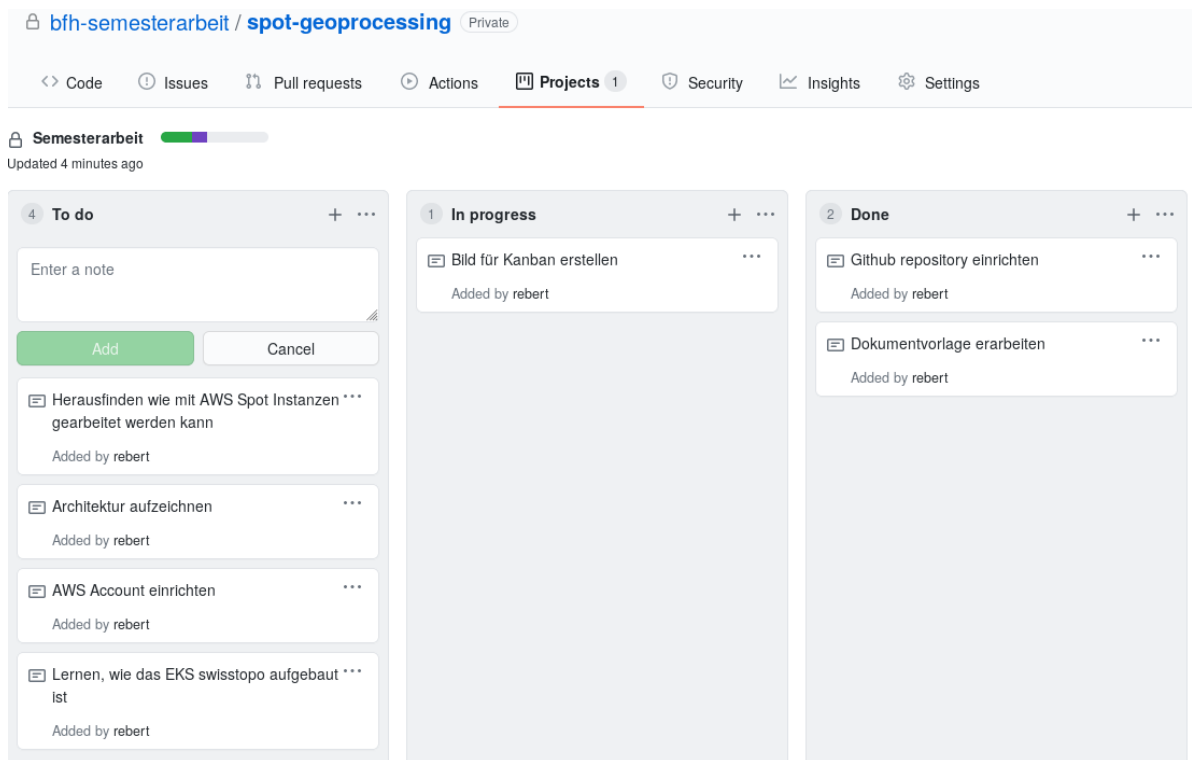 bfh-semesterarbeit / spot-geoprocessing Private
Code Issues Pull requests Actions Projects 1 Security Insights Settings
Semesterarbeit
Updated 4 minutes ago
4 To do
Enter a note
Add Cancel
Herausfinden wie mit AWS Spot Instanzen
gearbeitet werden kann
Added by rebert
Architektur aufzeichnen
Added by rebert
AWS Account einrichten
Added by rebert
Lernen, wie das EKS swisstopo aufgebaut
ist
Added by rebert
1 In progress
Bild für Kanban erstellen
Added by rebert
2 Done
Github repository einrichten
Added by rebert
Dokumentvorlage erarbeiten
Added by rebert